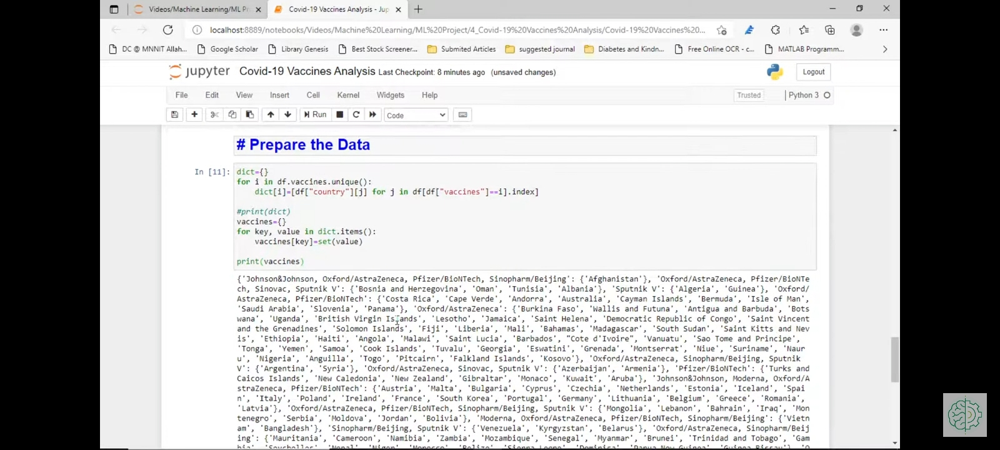 Videos/Machine Learning/ML Pr
Covid-19 Vaccines Analysis - Jup
localhost:8889/notebooks/Videos/Machine%20Learning/ML%20Project/4_Covid-19%20Vaccines%20Analysis/Covid-19%20Vaccines%20...
DC @ MNNIT Allah...
Google Scholar
Library Genesis
Best Stock Screener...
Submited Articles
suggested journal
Diabetes and Kindn...
Free Online OCR - c...
MATLAB Programm...
jupyter Covid-19 Vaccines Analysis Last Checkpoint: 8 minutes ago (unsaved changes)
Logout
File Edit View Insert Cell Kernel Widgets Help
Trusted
Python 3
Run
Code
# Prepare the Data
In [11]:
dict={}
for i in df.vaccines.unique():
dict[i]=[df["country"][j] for j in df[df["vaccines"]==i].index]
#print(dict)
vaccines={}
for key, value in dict.items():
vaccines[key]=set(value)
print(vaccines)
{'Johnson&Johnson, Oxford/AstraZeneca, Pfizer/BioNTech, Sinopharm/Beijing': {'Afghanistan'}, 'Oxford/AstraZeneca, Pfizer/BioNTe
ch, Sinovac, Sputnik V': {'Bosnia and Herzegovina', 'Oman', 'Tunisia', 'Albania'}, 'Sputnik V': {'Algeria', 'Guinea'}, 'Oxford/
AstraZeneca, Pfizer/BioNTech': {'Costa Rica', 'Cape Verde', 'Andorra', 'Australia', 'Cayman Islands', 'Bermuda', 'Isle of Man',
'Saudi Arabia', 'Slovenia', 'Panama'}, 'Oxford/AstraZeneca': {'Burkina Faso', 'Wallis and Futuna', 'Antigua and Barbuda', 'Bots
wana', 'Uganda', 'British Virgin Islands', 'Lesotho', 'Jamaica', 'Saint Helena', 'Democratic Republic of Congo', 'Saint Vincent
and the Grenadines', 'Solomon Islands', 'Fiji', 'Liberia', 'Mali', 'Bahamas', 'Madagascar', 'South Sudan', 'Saint Kitts and Nev
is', 'Ethiopia', 'Haiti', 'Angola', 'Malawi', 'Saint Lucia', 'Barbados', "Cote d'Ivoire", 'Vanuatu', 'Sao Tome and Principe',
'Tonga', 'Yemen', 'Samoa', 'Cook Islands', 'Tuvalu', 'Georgia', 'Eswatini', 'Grenada', 'Montserrat', 'Niue', 'Suriname', 'Naur
u', 'Nigeria', 'Anguilla', 'Togo', 'Pitcairn', 'Falkland Islands', 'Kosovo'}, 'Oxford/AstraZeneca, Sinopharm/Beijing, Sputnik
V': {'Argentina', 'Syria'}, 'Oxford/AstraZeneca, Sinovac, Sputnik V': {'Azerbaijan', 'Armenia'}, 'Pfizer/BioNTech': {'Turks and
Caicos Islands', 'New Caledonia', 'New Zealand', 'Gibraltar', 'Monaco', 'Kuwait', 'Aruba'}, 'Johnson&Johnson, Moderna, Oxford/A
straZeneca, Pfizer/BioNTech': {'Austria', 'Malta', 'Bulgaria', 'Cyprus', 'Czechia', 'Netherlands', 'Estonia', 'Iceland', 'Spai
n', 'Italy', 'Poland', 'Ireland', 'France', 'South Korea', 'Portugal', 'Germany', 'Lithuania', 'Belgium', 'Greece', 'Romania',
'Latvia'}, 'Oxford/AstraZeneca, Pfizer/BioNTech, Sinopharm/Beijing, Sputnik V': {'Mongolia', 'Lebanon', 'Bahrain', 'Iraq', 'Mon
tenegro', 'Serbia', 'Moldova', 'Jordan', 'Bolivia'}, 'Moderna, Oxford/AstraZeneca, Pfizer/BioNTech, Sinopharm/Beijing': {'Vietn
am', 'Bangladesh'}, 'Sinopharm/Beijing, Sputnik V': {'Venezuela', 'Kyrgyzstan', 'Belarus'}, 'Oxford/AstraZeneca, Sinopharm/Beij
ing': {'Mauritania', 'Cameroon', 'Namibia', 'Zambia', 'Mozambique', 'Senegal', 'Myanmar', 'Brunei', 'Trinidad and Tobago', 'Gam